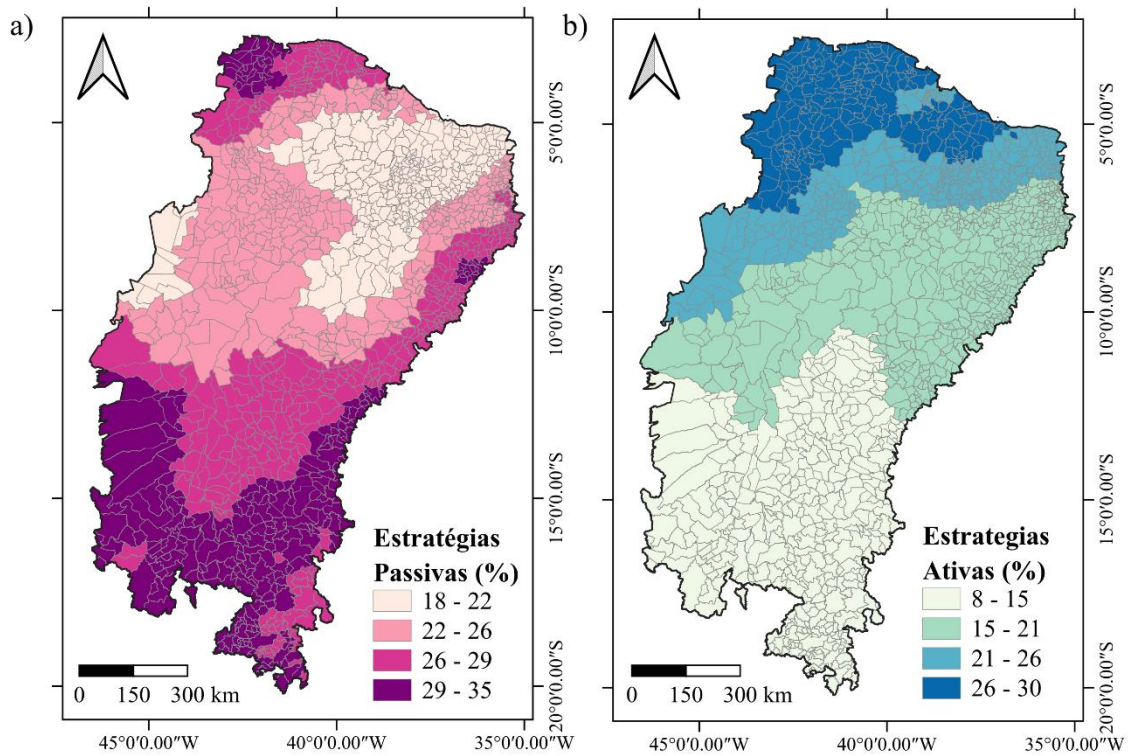 a)
5°0′0.00″S
10°0′0.00″S
15°0′0.00″S
20°0′0.00″S
Estratégias
Passivas (%)
18 - 22
22 - 26
26 - 29
29 - 35
0 150 300 km
45°0′0.00″W 40°0′0.00″W 35°0′0.00″W
b)
5°0′0.00″S
10°0′0.00″S
15°0′0.00″S
20°0′0.00″S
Estrategias
Ativas (%)
8 - 15
15 - 21
21 - 26
26 - 30
0 150 300 km
45°0′0.00″W 40°0′0.00″W 35°0′0.00″W